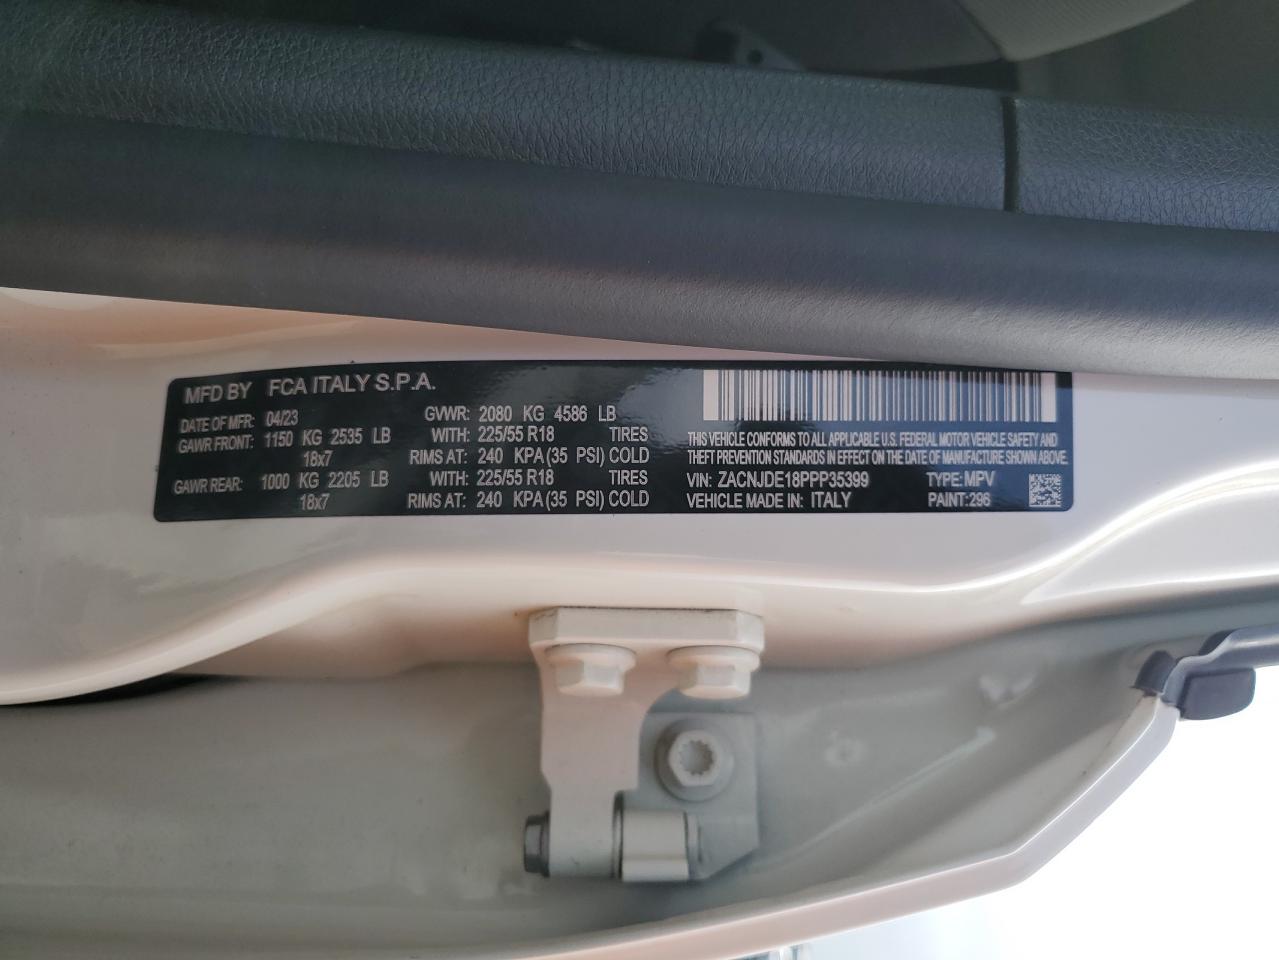 MFD BY FCA ITALY S.P.A.
DATE OF MFR: 04/23 GVWR: 2080 KG 4586 LB
GAWR FRONT: 1150 KG 2535 LB WITH: 225/55 R18 TIRES
18x7 RIMS AT: 240 KPA (35 PSI) COLD
GAWR REAR: 1000 KG 2205 LB WITH: 225/55 R18 TIRES
18x7 RIMS AT: 240 KPA (35 PSI) COLD
THIS VEHICLE CONFORMS TO ALL APPLICABLE U.S. FEDERAL MOTOR VEHICLE SAFETY AND
THEFT PREVENTION STANDARDS IN EFFECT ON THE DATE OF MANUFACTURE SHOWN ABOVE.
VIN: ZACNJDE18PPP35399 TYPE: MPV
VEHICLE MADE IN: ITALY PAINT: 296